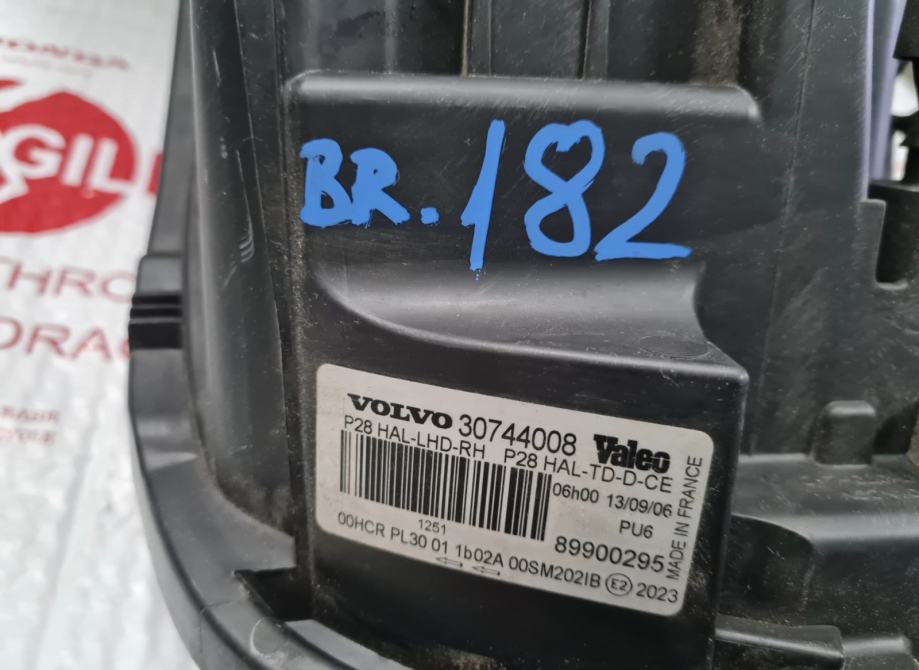 BR. 182
VOLVO 30744008 Valeo
P28 HAL-LHD-RH P28 HAL-TD-D-CE
06h00 13/09/06
PU6
1251
89900295
00HCR PL30 01 1b02A 00SM202IB E2 2023
MADE IN FRANCE